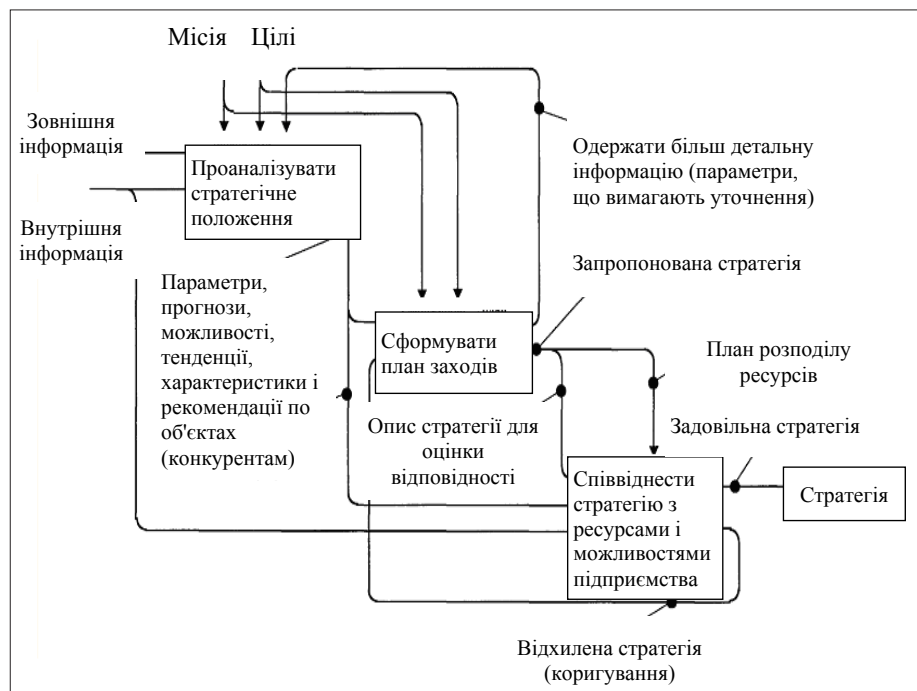 Місія Цілі
Зовнішня
інформація
Проаналізувати
стратегічне
положення
Внутрішня
інформація
Одержати більш детальну
інформацію (параметри,
що вимагають уточнення)
Параметри,
прогнози,
можливості,
тенденції,
характеристики і
рекомендації по
об'єктах
(конкурентам)
Запропонована стратегія
Сформувати
план заходів
План розподілу
ресурсів
Опис стратегії для
оцінки
відповідності
Задовільна стратегія
Співвіднести
стратегію з
ресурсами і
можливостями
підприємства
Стратегія
Відхилена стратегія
(коригування)